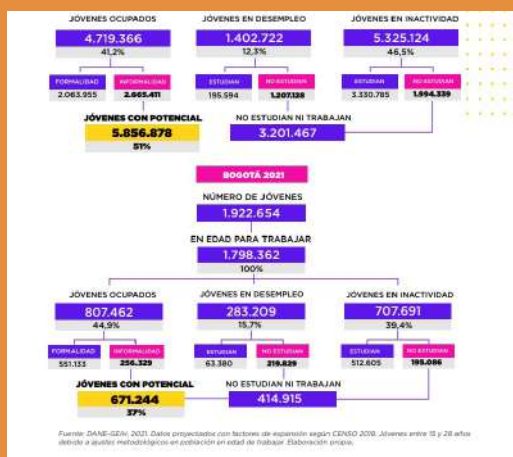 JÓVENES OCUPADOS JÓVENES EN DESEMPLEO JÓVENES EN INACTIVIDAD
4.719.366 1.402.722 5.325.124
41,2% 12,3% 46,5%
FORMALIDAD INFORMALIDAD ESTUDIAN NO ESTUDIAN ESTUDIAN NO ESTUDIAN
2.063.955 2.665.411 195.594 1.207.128 3.330.785 1.994.339
JÓVENES CON POTENCIAL NO ESTUDIAN NI TRABAJAN
5.856.878 3.201.467
51%
BOGOTÁ 2021
NÚMERO DE JÓVENES
1.922.654
EN EDAD PARA TRABAJAR
1.798.362
100%
JÓVENES OCUPADOS JÓVENES EN DESEMPLEO JÓVENES EN INACTIVIDAD
807.462 283.209 707.691
44,9% 15,7% 39,4%
FORMALIDAD INFORMALIDAD ESTUDIAN NO ESTUDIAN ESTUDIAN NO ESTUDIAN
551.133 256.329 63.380 219.829 512.605 195.086
JÓVENES CON POTENCIAL NO ESTUDIAN NI TRABAJAN
671.244 414.915
37%
Fuente: DANE-GEIH, 2021. Datos proyectados con factores de expansión según CENSO 2018. Jóvenes entre 15 y 28 años
debido a ajustes metodológicos en población en edad de trabajar. Elaboración propia.